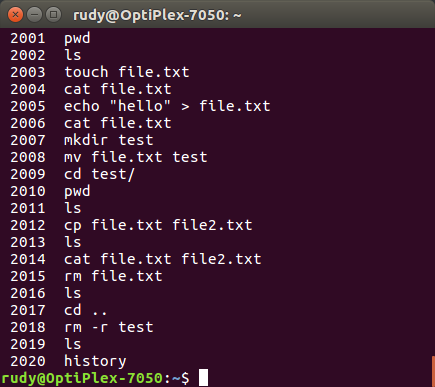 rudy@OptiPlex-7050: ~
2001 pwd
2002 ls
2003 touch file.txt
2004 cat file.txt
2005 echo "hello" > file.txt
2006 cat file.txt
2007 mkdir test
2008 mv file.txt test
2009 cd test/
2010 pwd
2011 ls
2012 cp file.txt file2.txt
2013 ls
2014 cat file.txt file2.txt
2015 rm file.txt
2016 ls
2017 cd ..
2018 rm -r test
2019 ls
2020 history
rudy@OptiPlex-7050:~$